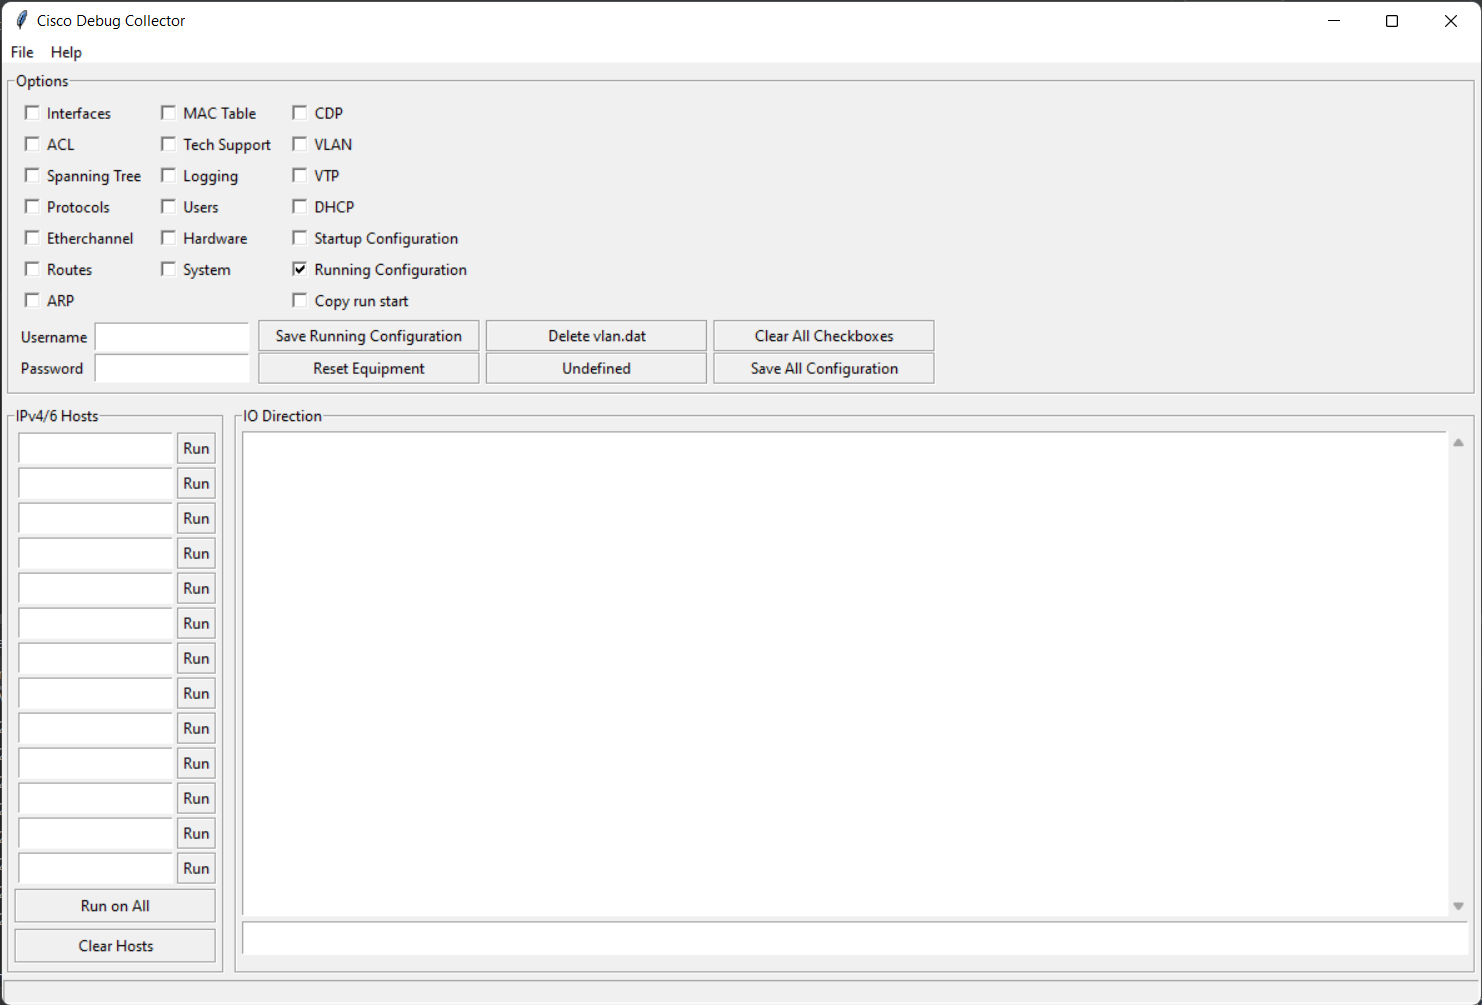 Cisco Debug Collector
File Help
Options
Interfaces MAC Table CDP
ACL Tech Support VLAN
Spanning Tree Logging VTP
Protocols Users DHCP
Etherchannel Hardware Startup Configuration
Routes System Running Configuration
ARP Copy run start
Username Save Running Configuration Delete vlan.dat Clear All Checkboxes
Password Reset Equipment Undefined Save All Configuration
IPv4/6 Hosts IO Direction
Run
Run
Run
Run
Run
Run
Run
Run
Run
Run
Run
Run
Run
Run on All
Clear Hosts